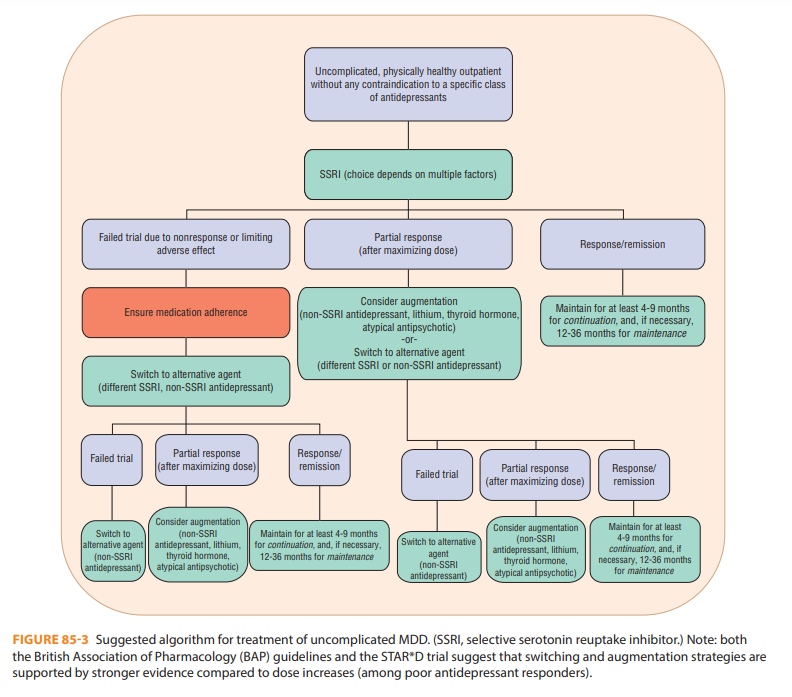 Uncomplicated, physically healthy outpatient
without any contraindication to a specific class
of antidepressants
SSRI (choice depends on multiple factors)
Failed trial due to nonresponse or limiting
adverse effect
Partial response
(after maximizing dose)
Response/remission
Ensure medication adherence
Consider augmentation
(non-SSRI antidepressant, lithium, thyroid hormone,
atypical antipsychotic)
-or-
Switch to alternative agent
(different SSRI or non-SSRI antidepressant)
Maintain for at least 4-9 months
for continuation, and, if necessary,
12-36 months for maintenance
Switch to alternative agent
(different SSRI, non-SSRI antidepressant)
Failed trial
Partial response
(after maximizing dose)
Response/
remission
Failed trial
Partial response
(after maximizing dose)
Response/
remission
Switch to
alternative agent
(non-SSRI
antidepressant)
Consider augmentation
(non-SSRI
antidepressant, lithium,
thyroid hormone,
atypical antipsychotic)
Maintain for at least 4-9 months
for continuation, and, if necessary,
12-36 months for maintenance
Switch to alternative
agent
(non-SSRI
antidepressant)
Consider augmentation
(non-SSRI
antidepressant, lithium,
thyroid hormone,
atypical antipsychotic)
Maintain for at least
4-9 months for
continuation, and, if
necessary, 12-36 months
for maintenance
FIGURE 85-3 Suggested algorithm for treatment of uncomplicated MDD. (SSRI, selective serotonin reuptake inhibitor.) Note: both
the British Association of Pharmacology (BAP) guidelines and the STAR*D trial suggest that switching and augmentation strategies are
supported by stronger evidence compared to dose increases (among poor antidepressant responders).